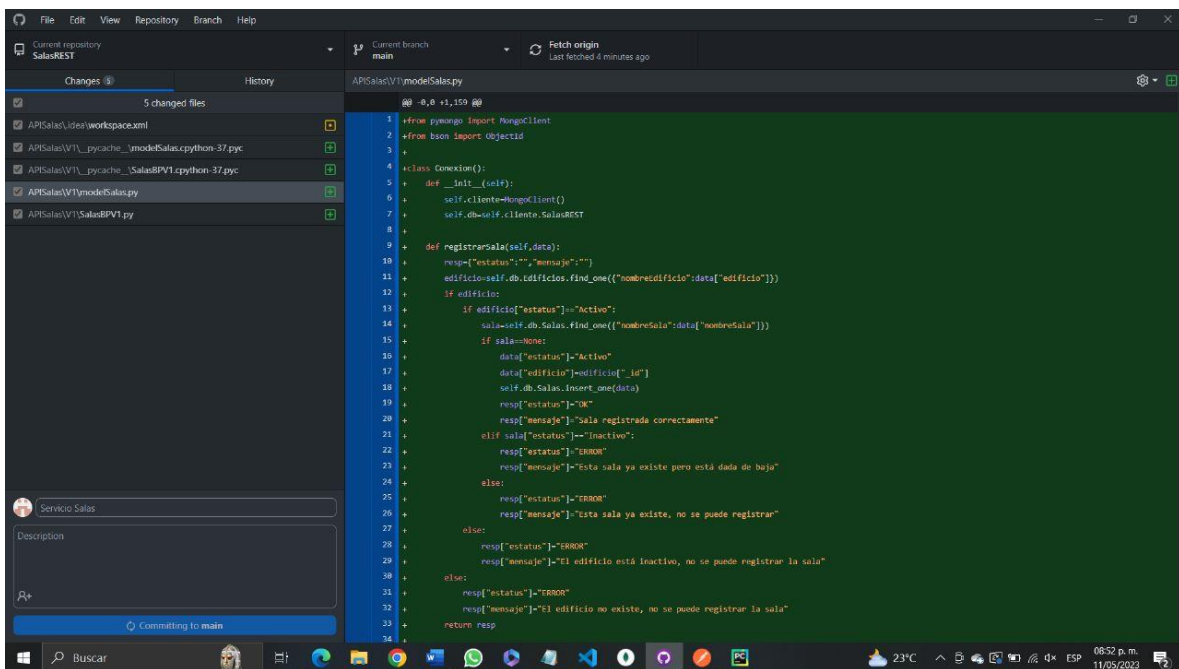 File Edit View Repository Branch Help
Current repository
SalasREST
Current branch
main
Fetch origin
Last fetched 4 minutes ago
Changes 5 History
APISalas\V1\modelSalas.py
5 changed files
APISalas\.idea\workspace.xml
APISalas\V1\__pycache__\modelSalas.cpython-37.pyc
APISalas\V1\__pycache__\SalasBPV1.cpython-37.pyc
APISalas\V1\modelSalas.py
APISalas\V1\SalasBPV1.py
@@ -0,0 +1,159 @@
1 +from pymongo import MongoClient
2 +from bson import ObjectId
3 +
4 +class Conexion():
5 + def __init__(self):
6 + self.cliente=MongoClient()
7 + self.db=self.cliente.SalasREST
8 +
9 + def registrarSala(self,data):
10 + resp={"estatus":"","mensaje":""}
11 + edificio=self.db.Edificios.find_one({"nombreEdificio":data["edificio"]})
12 + if edificio:
13 + if edificio["estatus"]=="Activo":
14 + sala=self.db.Salas.find_one({"nombreSala":data["nombreSala"]})
15 + if sala==None:
16 + data["estatus"]="Activo"
17 + data["edificio"]=edificio["_id"]
18 + self.db.Salas.insert_one(data)
19 + resp["estatus"]="OK"
20 + resp["mensaje"]="Sala registrada correctamente"
21 + elif sala["estatus"]=="Inactivo":
22 + resp["estatus"]="ERROR"
23 + resp["mensaje"]="Esta sala ya existe pero está dada de baja"
24 + else:
25 + resp["estatus"]="ERROR"
26 + resp["mensaje"]="Esta sala ya existe, no se puede registrar"
27 + else:
28 + resp["estatus"]="ERROR"
29 + resp["mensaje"]="El edificio está inactivo, no se puede registrar la sala"
30 + else:
31 + resp["estatus"]="ERROR"
32 + resp["mensaje"]="El edificio no existe, no se puede registrar la sala"
33 + return resp
34 +
Servicio Salas
Description
Committing to main
Buscar
23°C
ESP
08:52 p. m.
11/05/2023
2